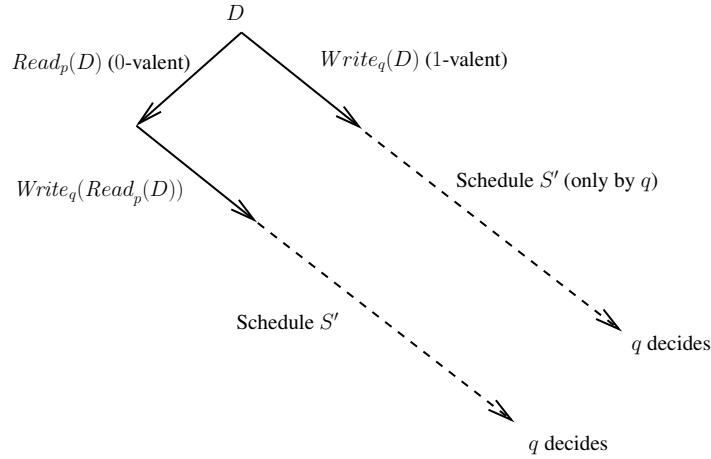 D
Read_p(D) (0-valent)
Write_q(D) (1-valent)
Schedule S′ (only by q)
Write_q(Read_p(D))
Schedule S′
q decides
q decides